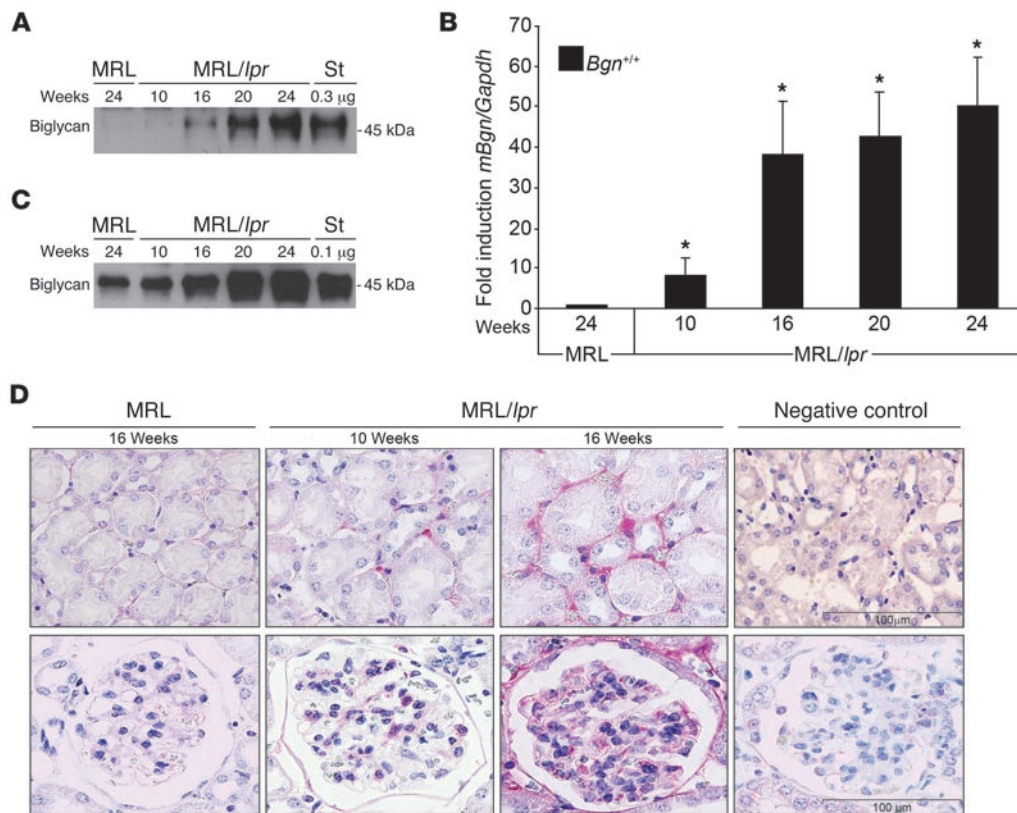 A
MRL MRL/lpr St
Weeks 24 10 16 20 24 0.3 μg
Biglycan - 45 kDa
B
70
60
50
40
30
20
10
0
Fold induction mBgn/Gapdh
Bgn+/+
* * * * *
Weeks 24 10 16 20 24
MRL MRL/lpr
C
MRL MRL/lpr St
Weeks 24 10 16 20 24 0.1 μg
Biglycan - 45 kDa
D
MRL MRL/lpr Negative control
16 Weeks 10 Weeks 16 Weeks
100μm
100 μm